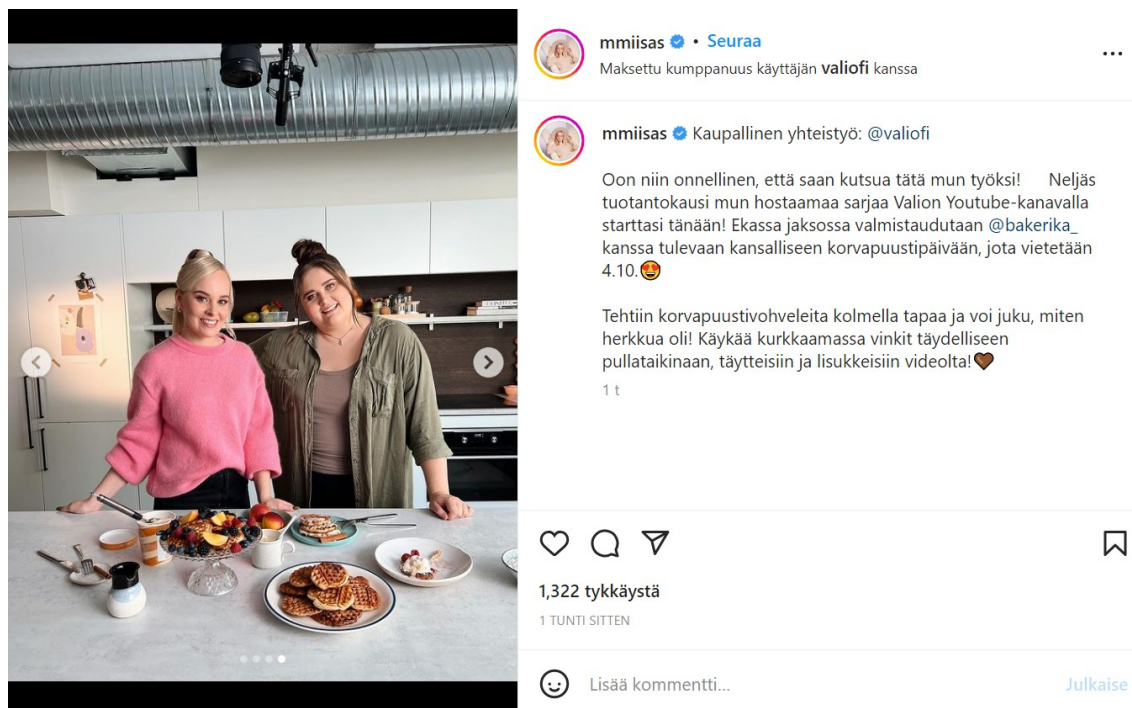 mmiisas • Seuraa
Maksettu kumppanuus käyttäjän valiofi kanssa
mmiisas Kaupallinen yhteistyö: @valiofi
Oon niin onnellinen, että saan kutsua tätä mun työksi! Neljäs
tuotantokausi mun hostaamaa sarjaa Valion Youtube-kanavalla
starttasi tänään! Ekassa jaksossa valmistaudutaan @bakerika_
kanssa tulevaan kansalliseen korvapuustipäivään, jota vietetään
4.10.😍
Tehtiin korvapuustivohveleita kolmella tapaa ja voi juku, miten
herkkua oli! Käykää kurkkaamassa vinkit täydelliseen
pullataikinaan, täytteisiin ja lisukkeisiin videolta!🤎
1 t
1,322 tykkäystä
1 TUNTI SITTEN
Lisää kommentti...
Julkaise